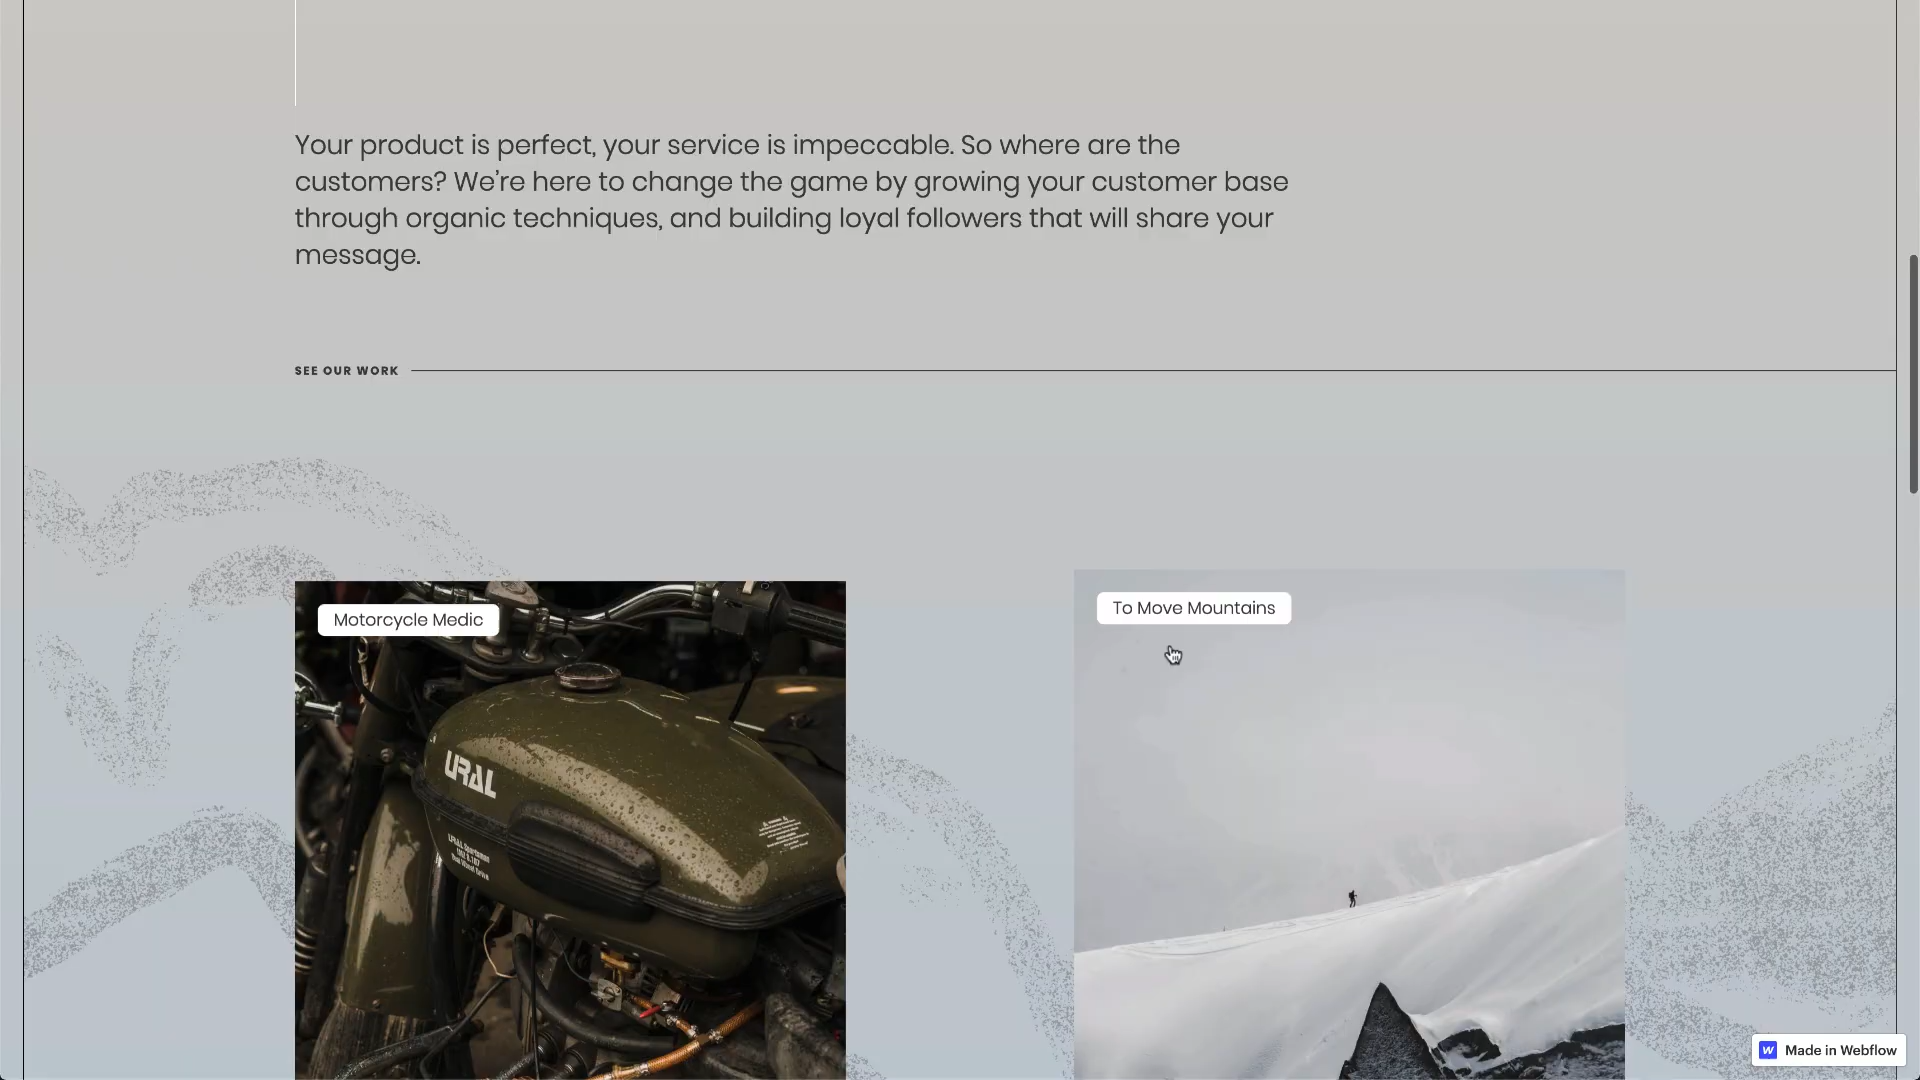 Your product is perfect, your service is impeccable. So where are the
customers? We’re here to change the game by growing your customer base
through organic techniques, and building loyal followers that will share your
message.
SEE OUR WORK
To Move Mountains
Motorcycle Medic
URAL
Made in Webflow